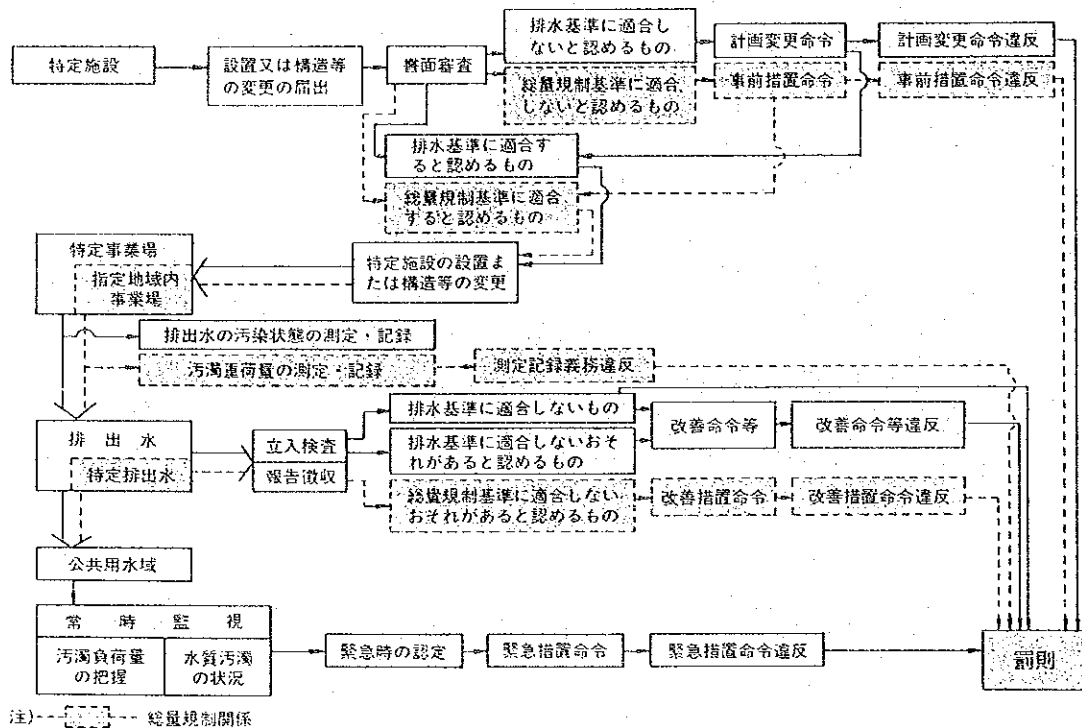 排水基準に適合し
ないと認めるもの
計画変更命令
計画変更命令違反
特定施設
設置又は構造等
の変更の届出
書面審査
総量規制基準に適合
しないと認めるもの
事前措置命令
事前措置命令違反
排水基準に適合す
ると認めるもの
総量規制基準に適合
すると認めるもの
特定事業場
指定地域内
事業場
特定施設の設置ま
たは構造等の変更
排出水の汚染状態の測定・記録
汚濁負荷量の測定・記録
測定記録義務違反
排水基準に適合しないもの
改善命令等
改善命令等違反
排出水
特定排出水
立入検査
報告徴収
排水基準に適合しないおそ
れがあると認めるもの
総量規制基準に適合しない
おそれがあると認めるもの
改善措置命令
改善措置命令違反
公共用水域
常時監視
汚濁負荷量
の把握
水質汚濁
の状況
緊急時の認定
緊急措置命令
緊急措置命令違反
罰則
注) 総量規制関係